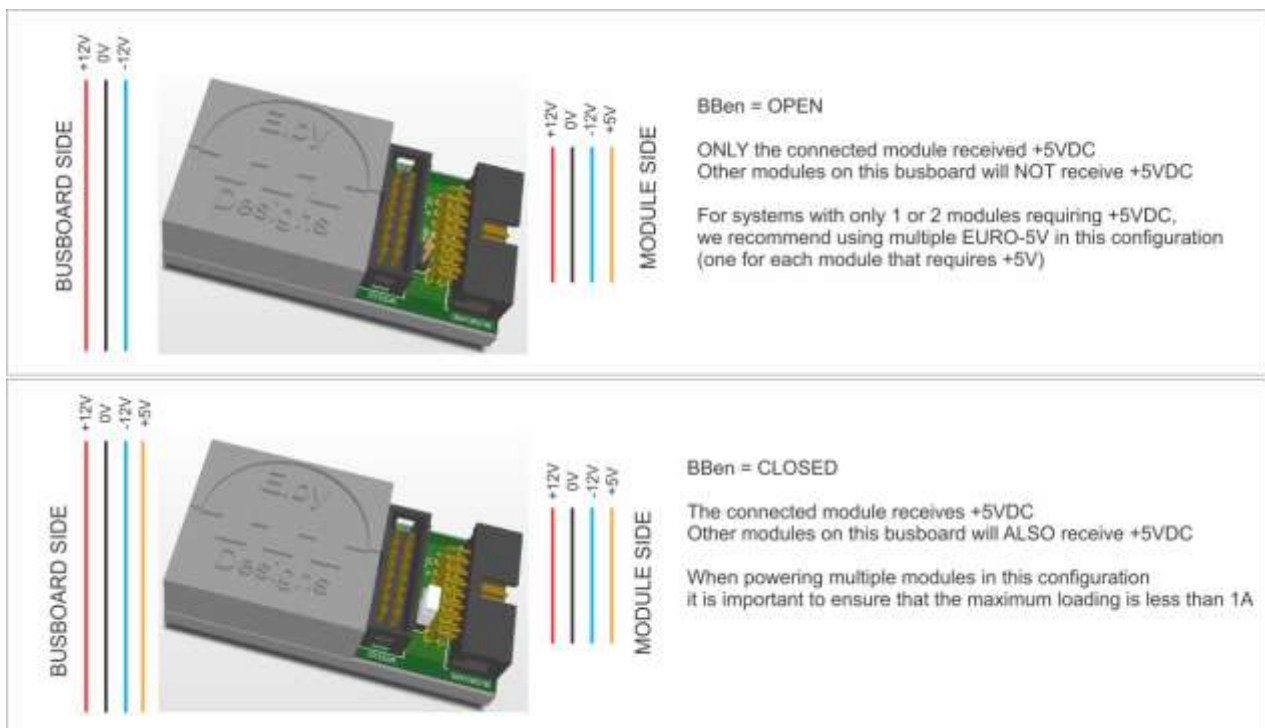 +12V
0V
-12V
BUSBOARD SIDE
E.by
Designs
+12V
0V
-12V
+5V
MODULE SIDE
BBen = OPEN
ONLY the connected module received +5VDC
Other modules on this busboard will NOT receive +5VDC
For systems with only 1 or 2 modules requiring +5VDC,
we recommend using multiple EURO-5V in this configuration
(one for each module that requires +5V)
+12V
0V
-12V
+5V
BUSBOARD SIDE
E.by
Designs
+12V
0V
-12V
+5V
MODULE SIDE
BBen = CLOSED
The connected module receives +5VDC
Other modules on this busboard will ALSO receive +5VDC
When powering multiple modules in this configuration
it is important to ensure that the maximum loading is less than 1A